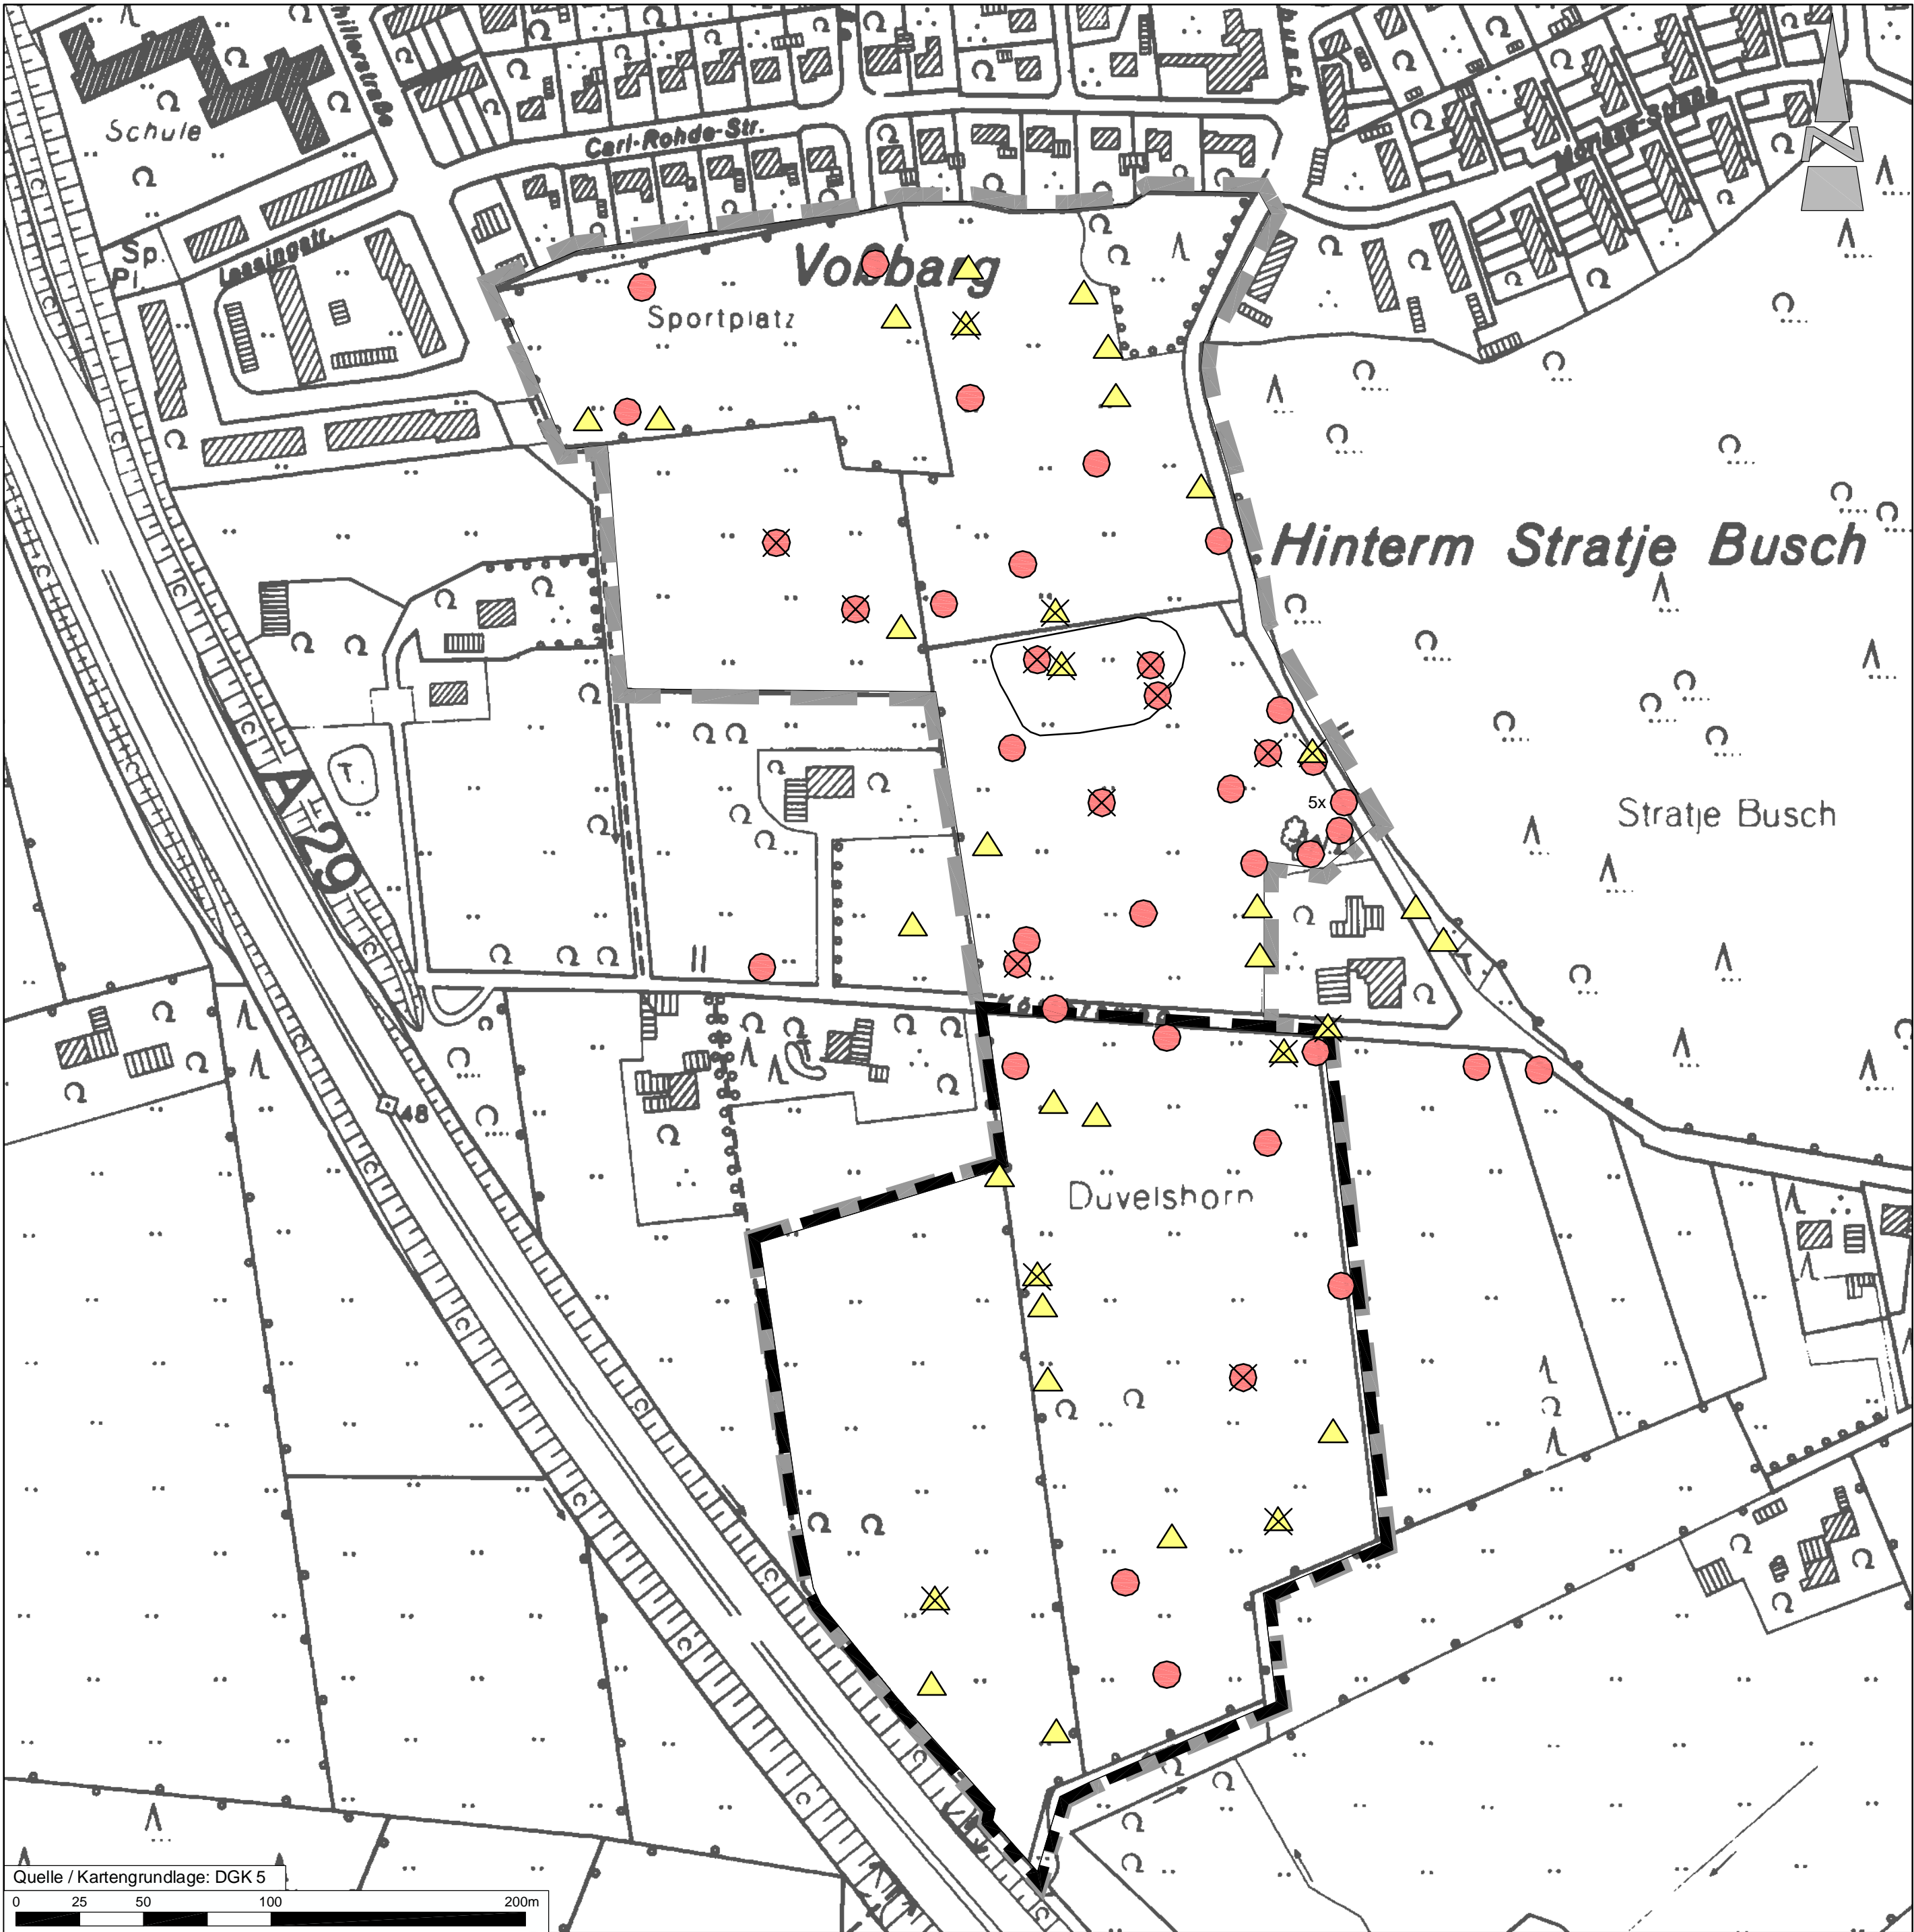 Schule
Carl-Rohde-Str.
Sp.
Pl.
Lessingstr.
Voßbarg
Sportplatz
Hinterm Stratje Busch
A 29
T.
5x
Stratje Busch
48
Duvelshorn
N
Quelle / Kartengrundlage: DGK 5
0 25 50 100 200m